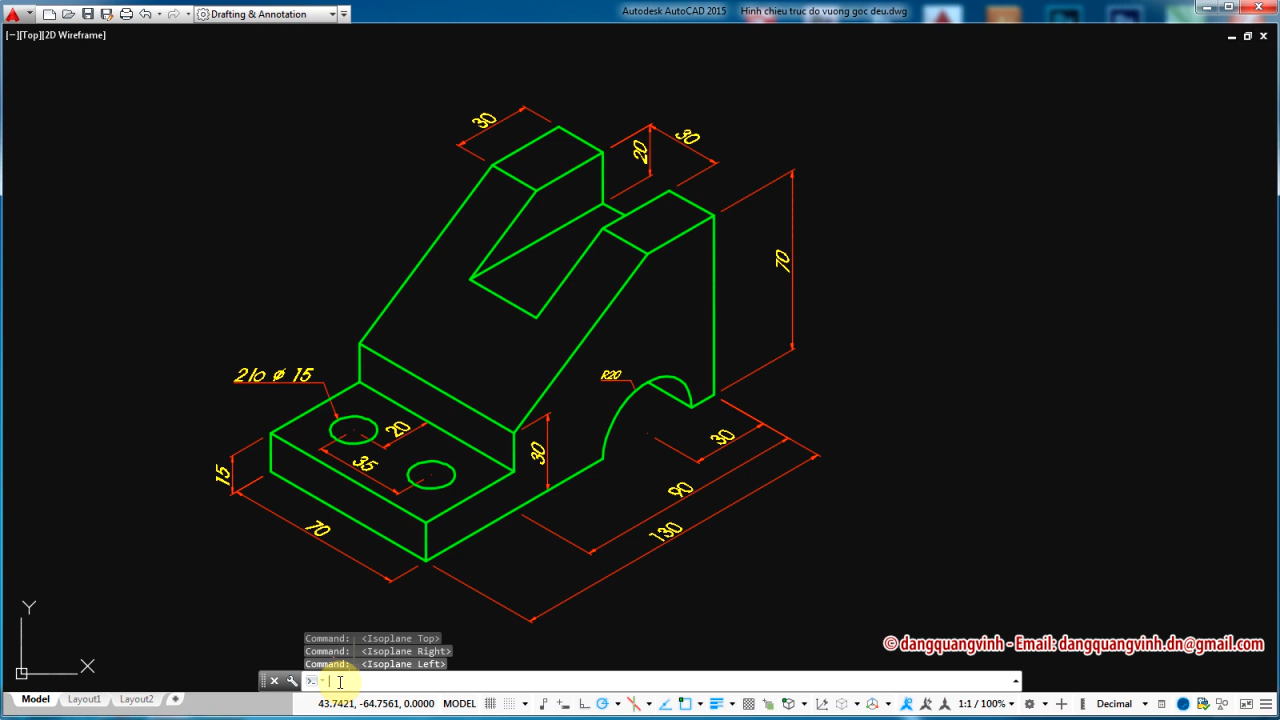 Drafting & Annotation
Autodesk AutoCAD 2015 Hinh chieu truc do vuong goc deu.dwg
[−][Top][2D Wireframe]
30
20
30
70
2 lo ø 15
R20
20
35
30
30
15
70
90
130
Y
X
Command: <Isoplane Top>
Command: <Isoplane Right>
Command: <Isoplane Left>
© dangquangvinh - Email: dangquangvinh.dn@gmail.com
Model Layout1 Layout2 +
43.7421, -64.7561, 0.0000 MODEL 1:1 / 100% Decimal